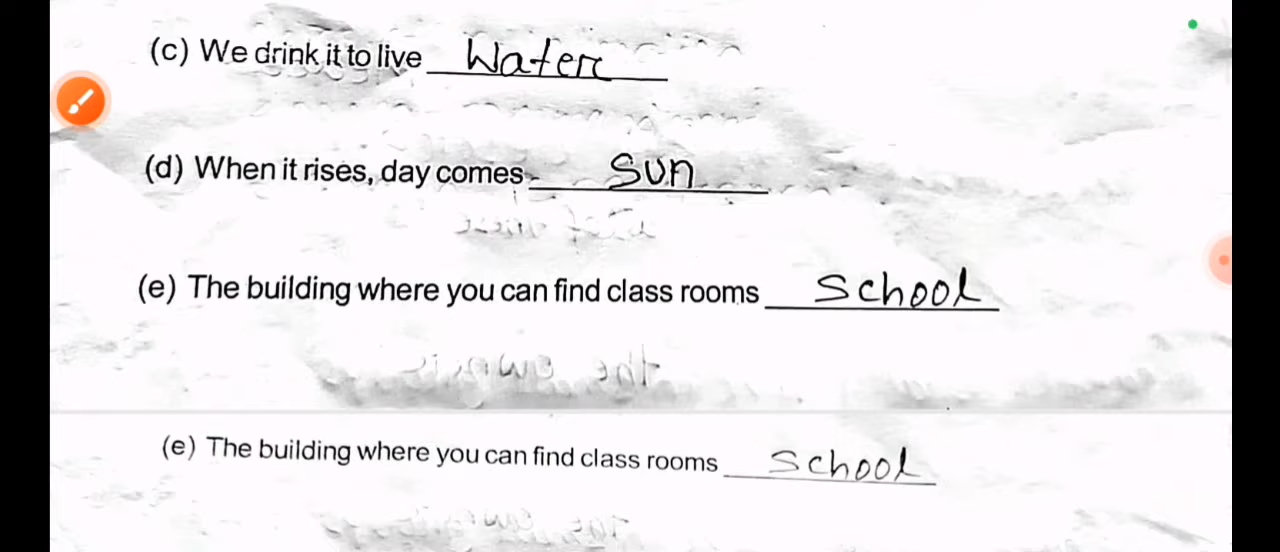 (c) We drink it to live Water
(d) When it rises, day comes Sun
(e) The building where you can find class rooms School
(e) The building where you can find class rooms School